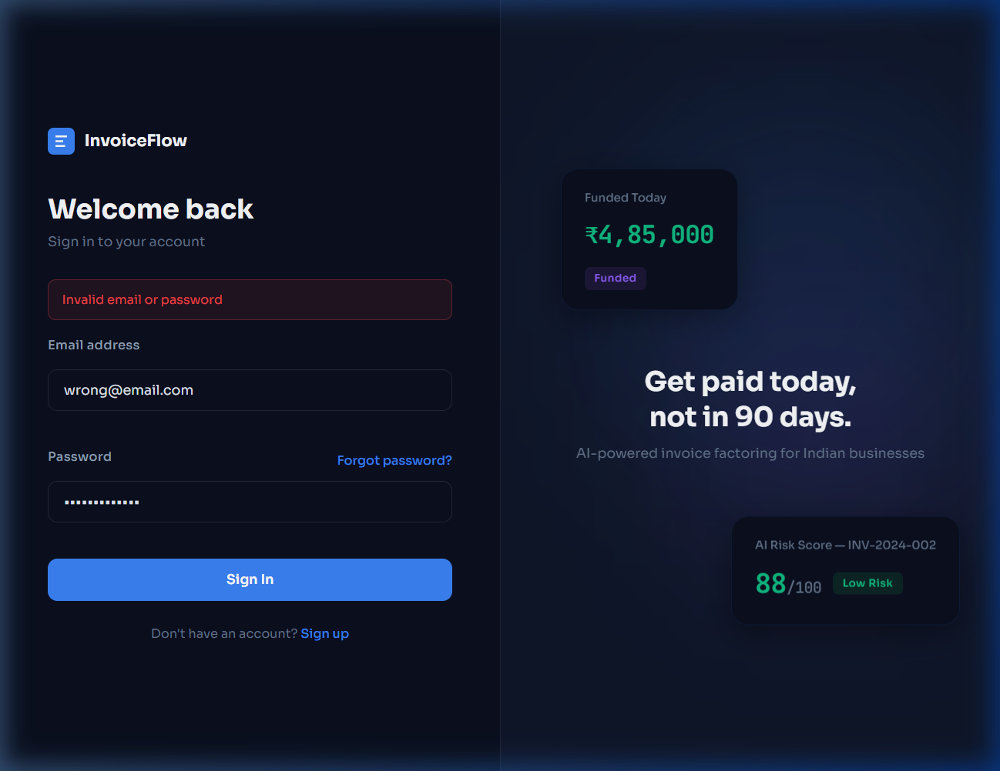 InvoiceFlow
Welcome back
Sign in to your account
Invalid email or password
Email address
wrong@email.com
Password
Forgot password?
•••••••••••••
Sign In
Don't have an account? Sign up
Funded Today
₹4,85,000
Funded
Get paid today,
not in 90 days.
AI-powered invoice factoring for Indian businesses
AI Risk Score — INV-2024-002
88/100 Low Risk